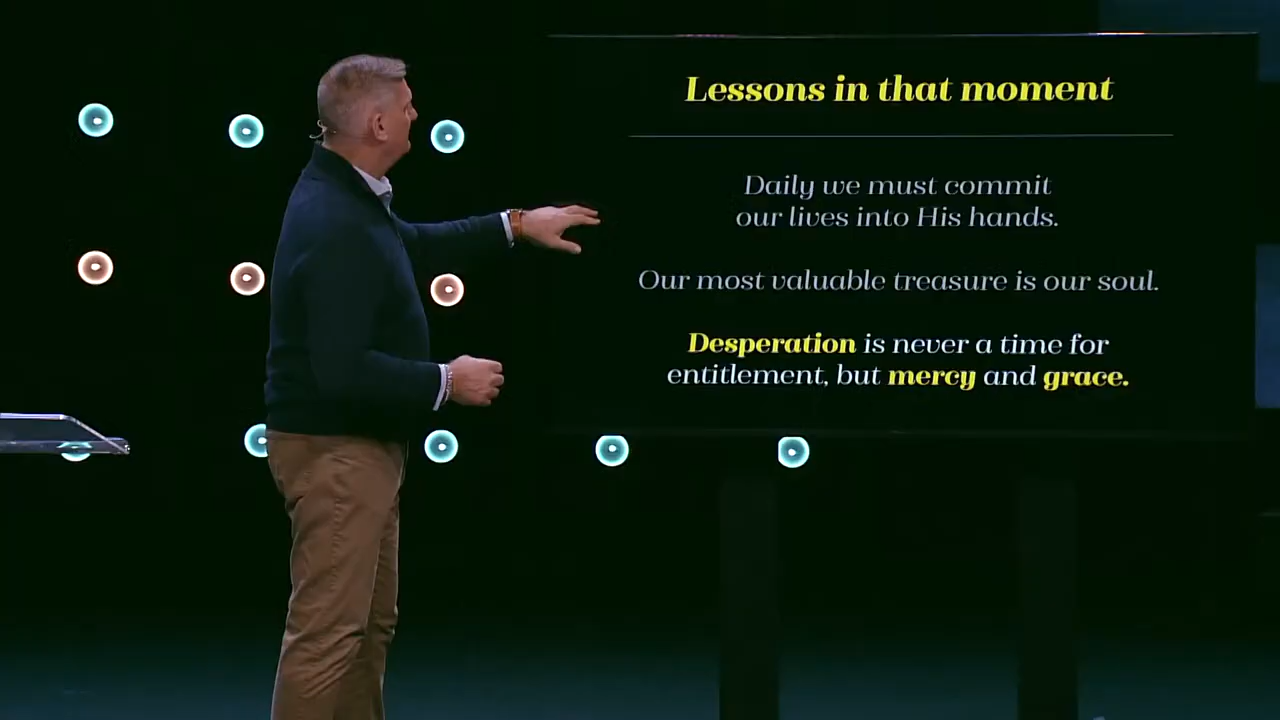 Lessons in that moment
Daily we must commit
our lives into His hands.
Our most valuable treasure is our soul.
Desperation is never a time for
entitlement, but mercy and grace.